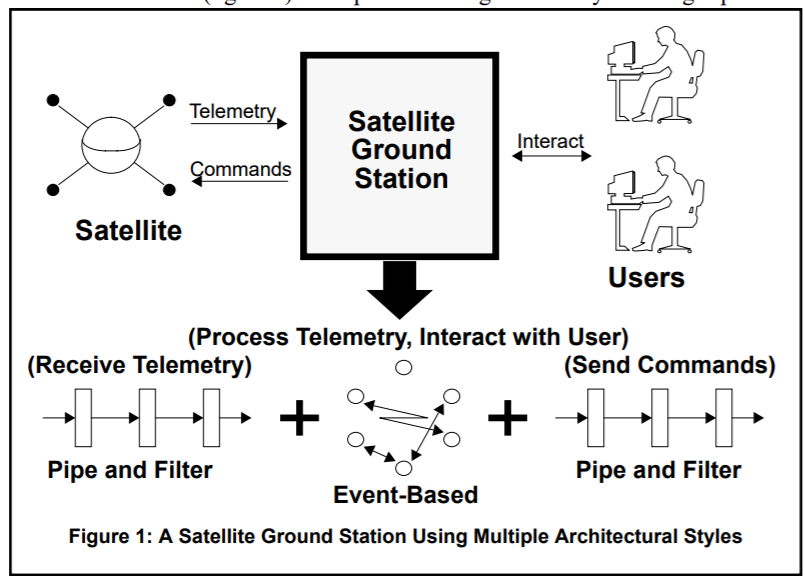 Telemetry
Commands
Satellite
Satellite
Ground
Station
Interact
Users
(Process Telemetry, Interact with User)
(Receive Telemetry)
(Send Commands)
Pipe and Filter
Event-Based
Pipe and Filter
Figure 1: A Satellite Ground Station Using Multiple Architectural Styles